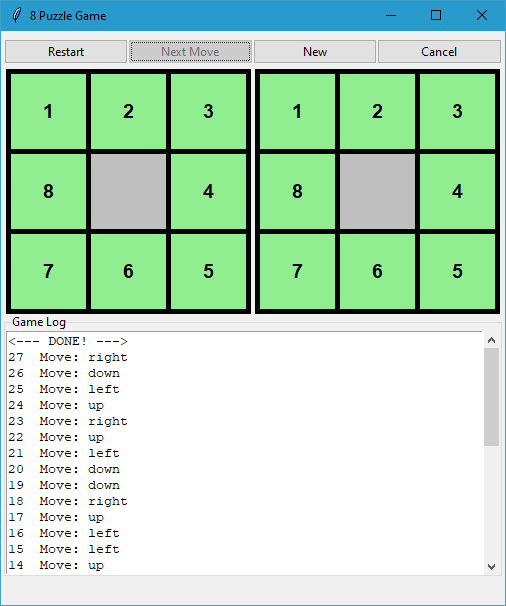 8 Puzzle Game
Restart Next Move New Cancel
1 2 3 1 2 3
8 4 8 4
7 6 5 7 6 5
Game Log
<--- DONE! --->
27 Move: right
26 Move: down
25 Move: left
24 Move: up
23 Move: right
22 Move: up
21 Move: left
20 Move: down
19 Move: down
18 Move: right
17 Move: up
16 Move: left
15 Move: left
14 Move: up